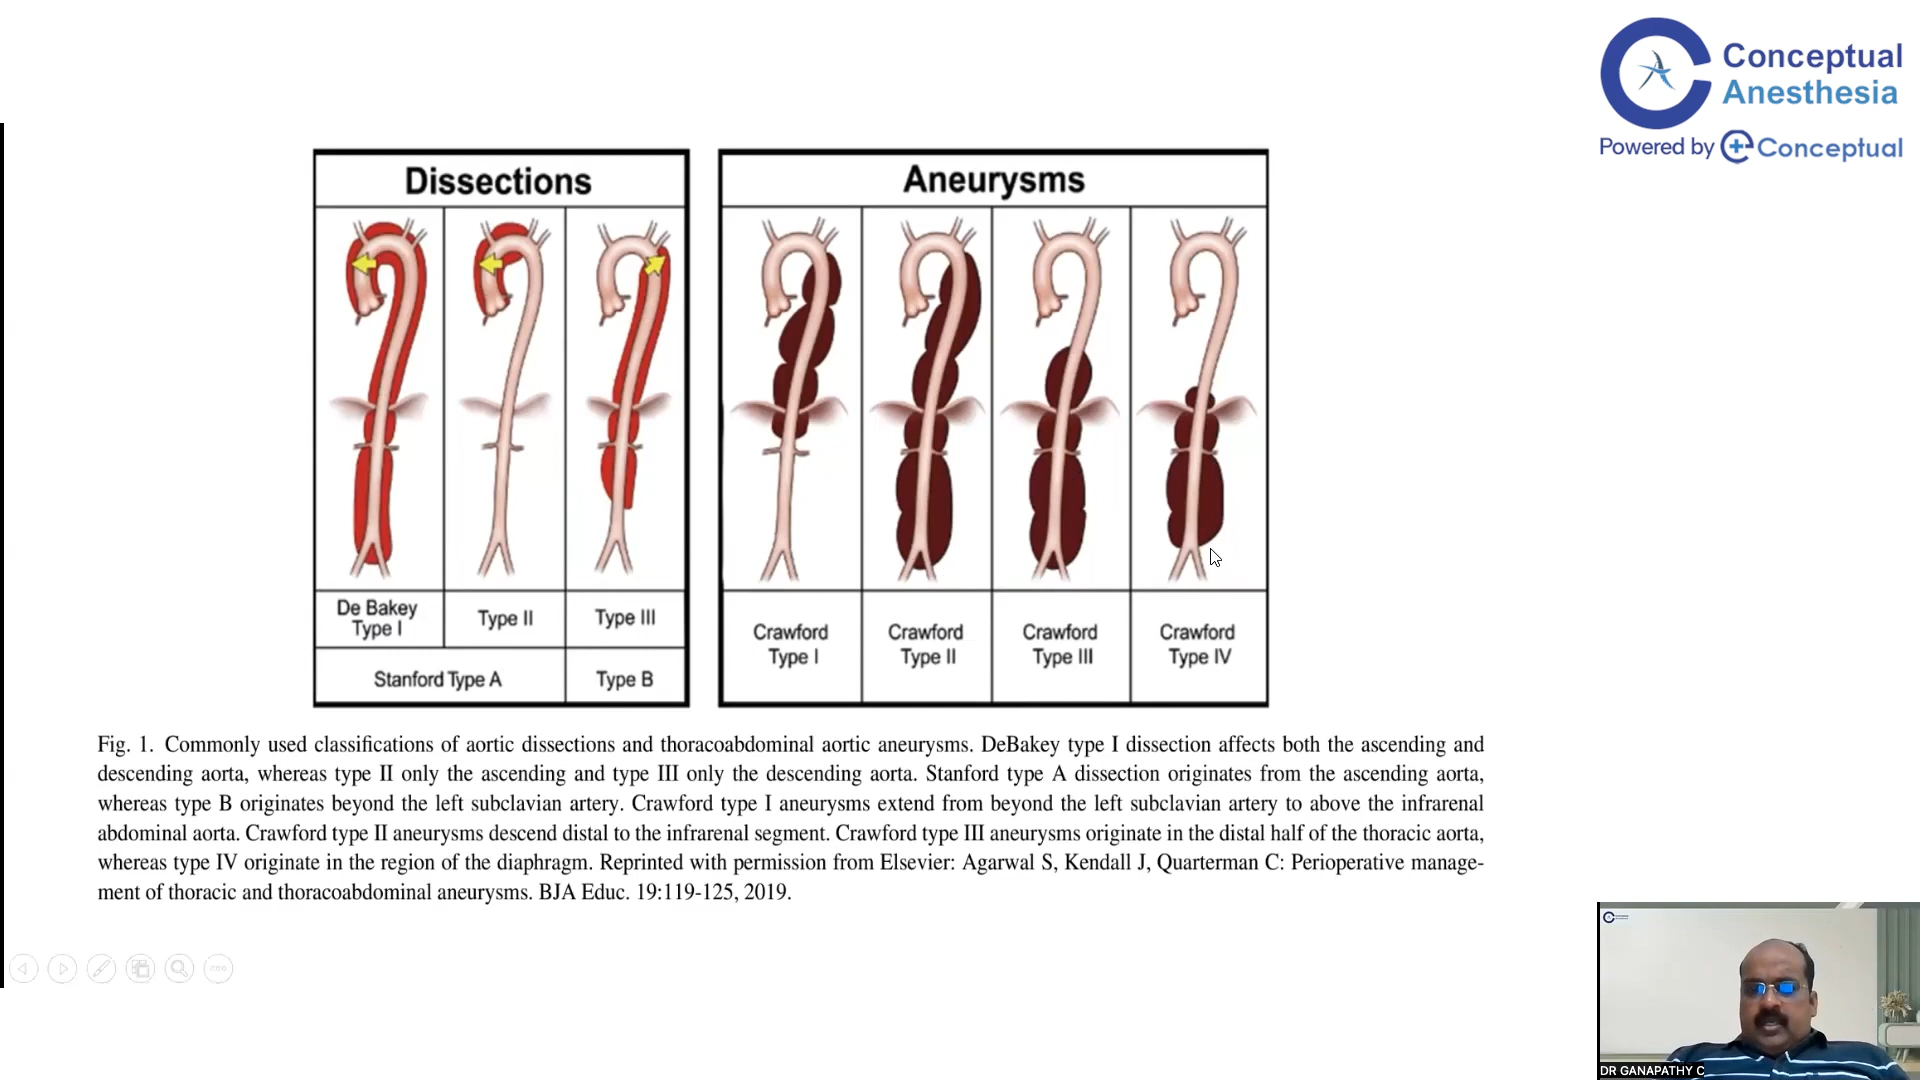 Conceptual
Anesthesia
Powered by Conceptual
Dissections
Aneurysms
De Bakey
Type I
Type II
Type III
Stanford Type A
Type B
Crawford
Type I
Crawford
Type II
Crawford
Type III
Crawford
Type IV
Fig. 1. Commonly used classifications of aortic dissections and thoracoabdominal aortic aneurysms. DeBakey type I dissection affects both the ascending and
descending aorta, whereas type II only the ascending and type III only the descending aorta. Stanford type A dissection originates from the ascending aorta,
whereas type B originates beyond the left subclavian artery. Crawford type I aneurysms extend from beyond the left subclavian artery to above the infrarenal
abdominal aorta. Crawford type II aneurysms descend distal to the infrarenal segment. Crawford type III aneurysms originate in the distal half of the thoracic aorta,
whereas type IV originate in the region of the diaphragm. Reprinted with permission from Elsevier: Agarwal S, Kendall J, Quarterman C: Perioperative manage-
ment of thoracic and thoracoabdominal aneurysms. BJA Educ. 19:119-125, 2019.
DR GANAPATHY C